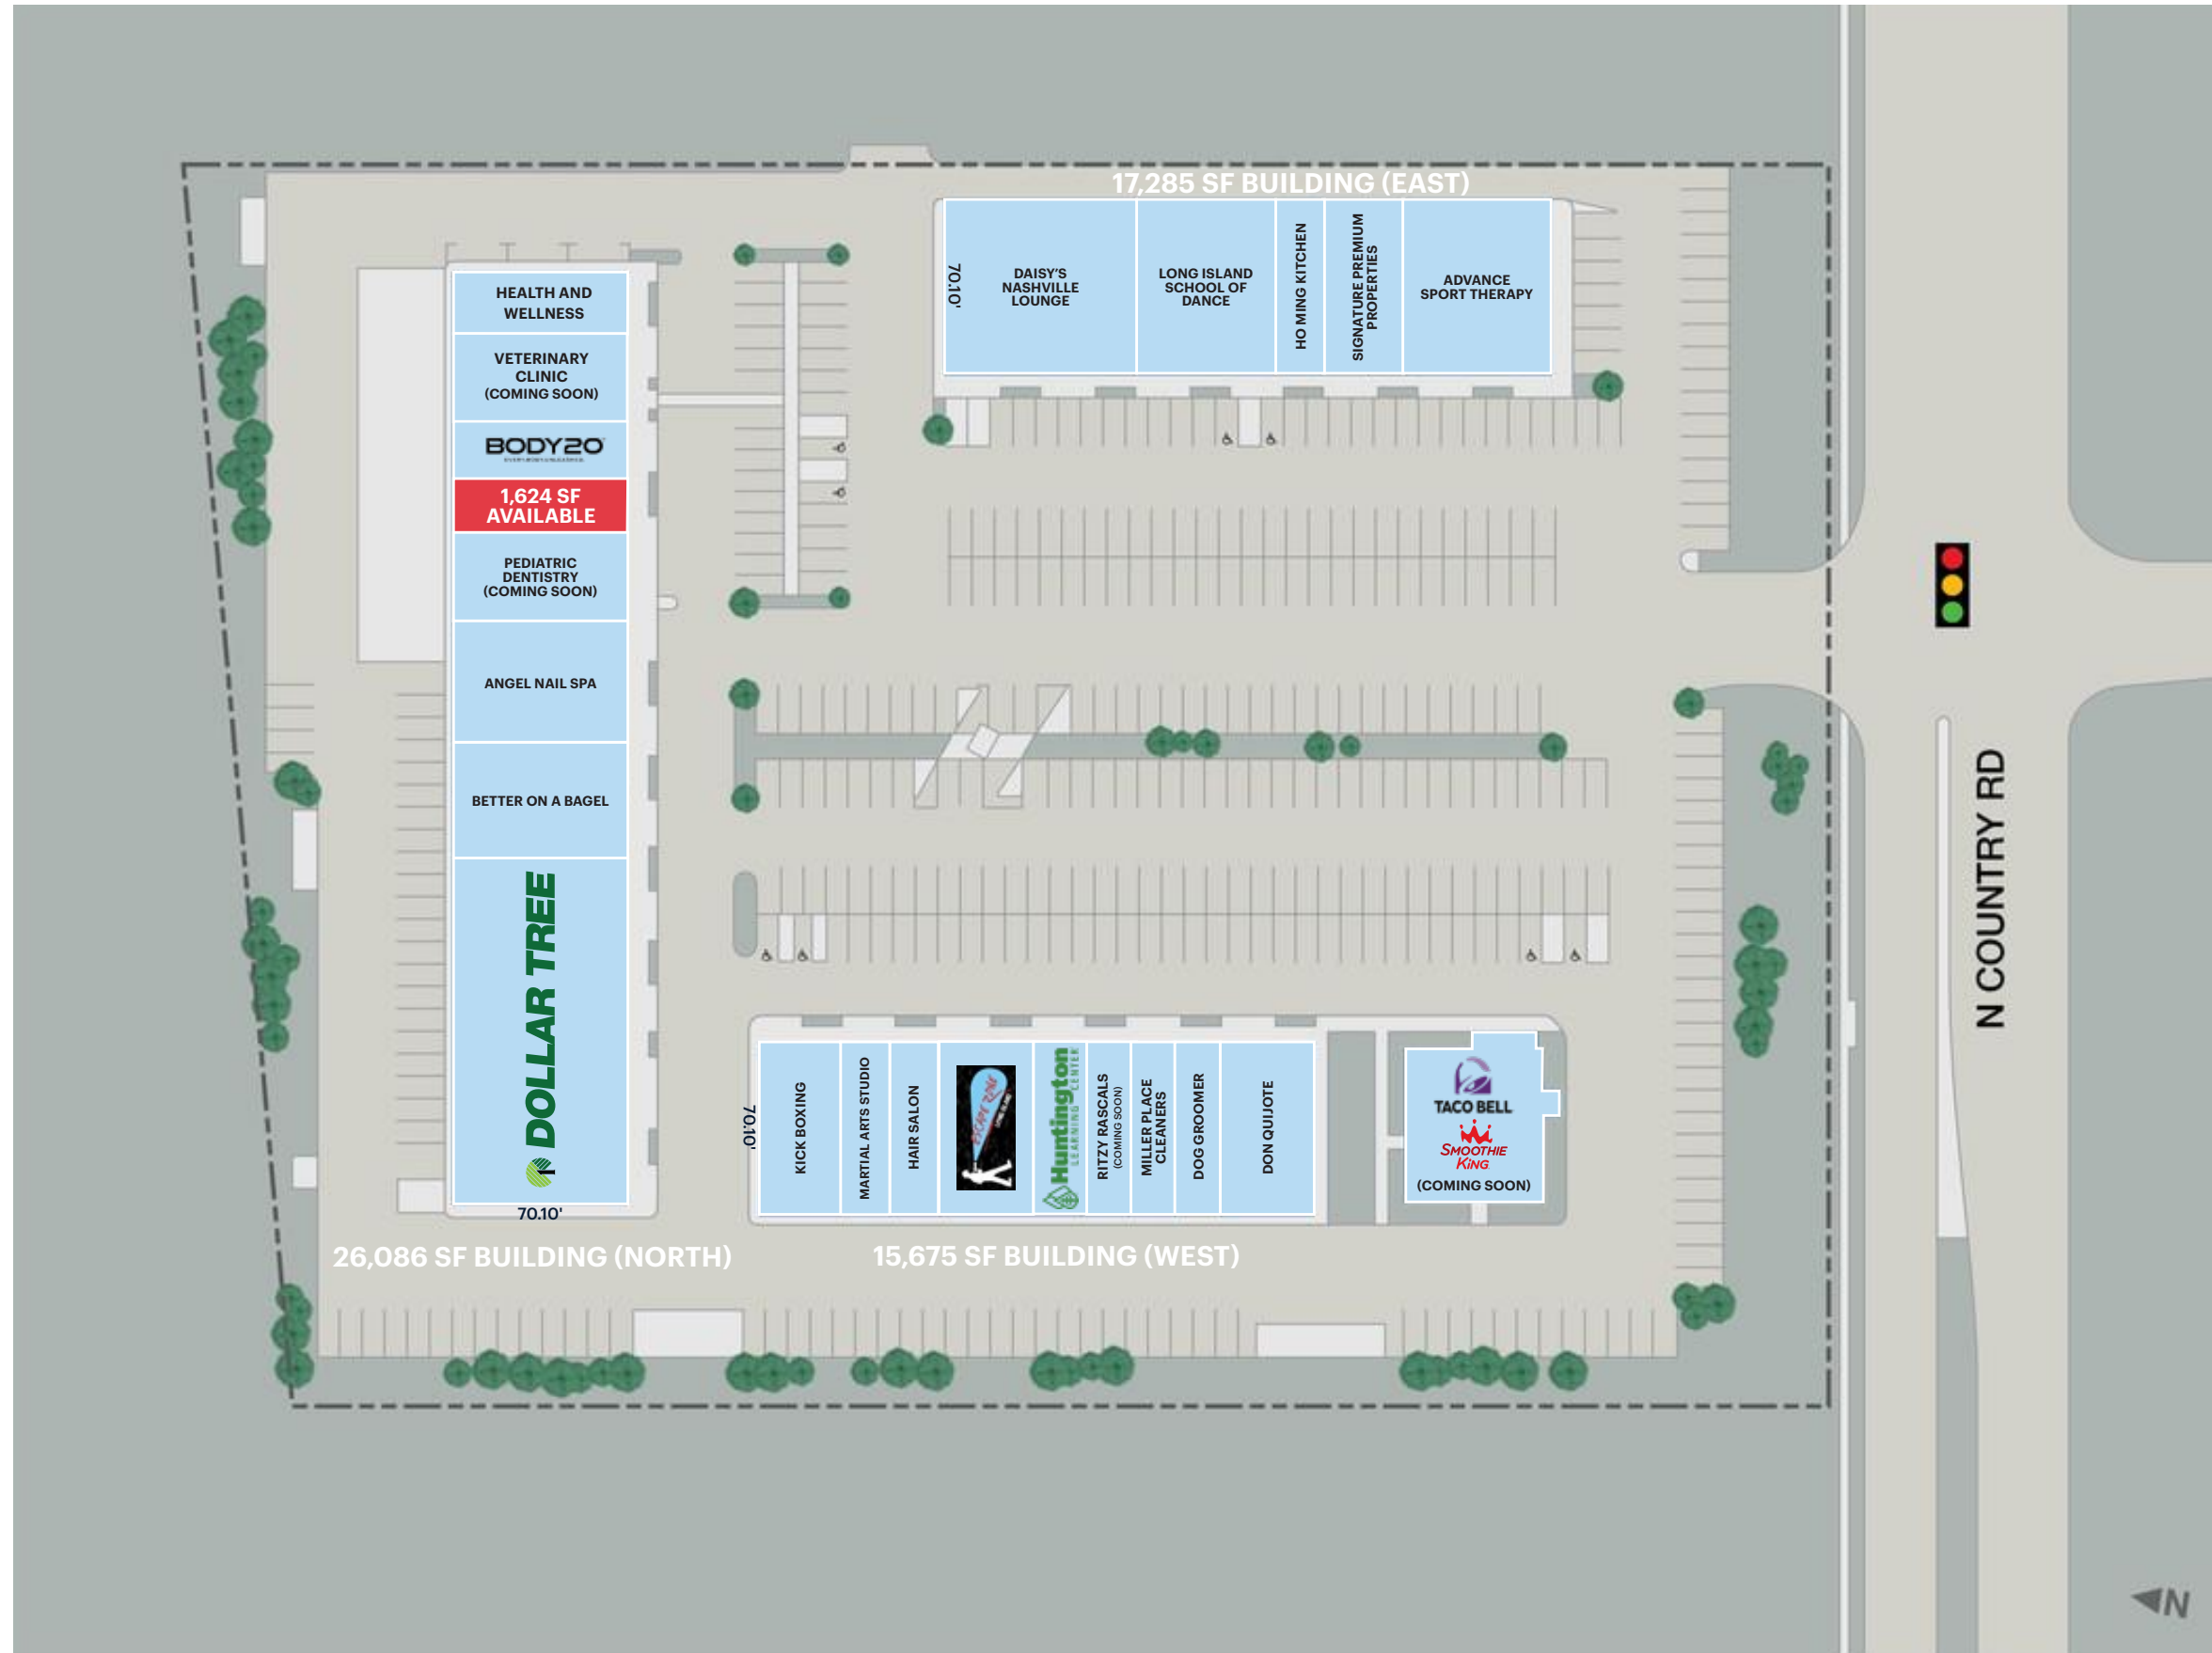 17,285 SF BUILDING (EAST)
70.10'
DAISY'S
NASHVILLE
LOUNGE
LONG ISLAND
SCHOOL OF
DANCE
HO MING KITCHEN
SIGNATURE PREMIUM
PROPERTIES
ADVANCE
SPORT THERAPY
HEALTH AND
WELLNESS
VETERINARY
CLINIC
(COMING SOON)
BODY20
1,624 SF
AVAILABLE
PEDIATRIC
DENTISTRY
(COMING SOON)
ANGEL NAIL SPA
BETTER ON A BAGEL
DOLLAR TREE
70.10'
26,086 SF BUILDING (NORTH)
70.10'
KICK BOXING
MARTIAL ARTS STUDIO
HAIR SALON
ESCAPE ROOM
Huntington
LEARNING CENTER
RITZY RASCALS
(COMING SOON)
MILLER PLACE
CLEANERS
DOG GROOMER
DON QUIJOTE
TACO BELL
SMOOTHIE
KING
(COMING SOON)
15,675 SF BUILDING (WEST)
N COUNTRY RD
N